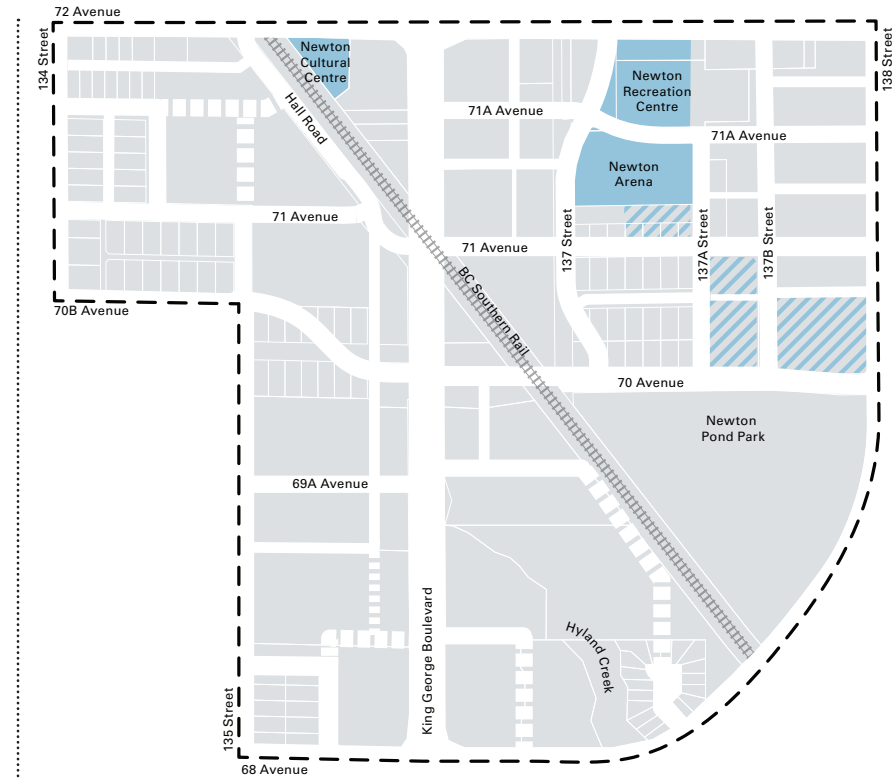 72 Avenue
134 Street
138 Street
Newton
Cultural
Centre
Newton
Recreation
Centre
Hall Road
71A Avenue
71A Avenue
Newton
Arena
71 Avenue
71 Avenue
137 Street
137A Street
137B Street
BC Southern Rail
70B Avenue
70 Avenue
Newton
Pond Park
69A Avenue
King George Boulevard
Hyland Creek
135 Street
68 Avenue